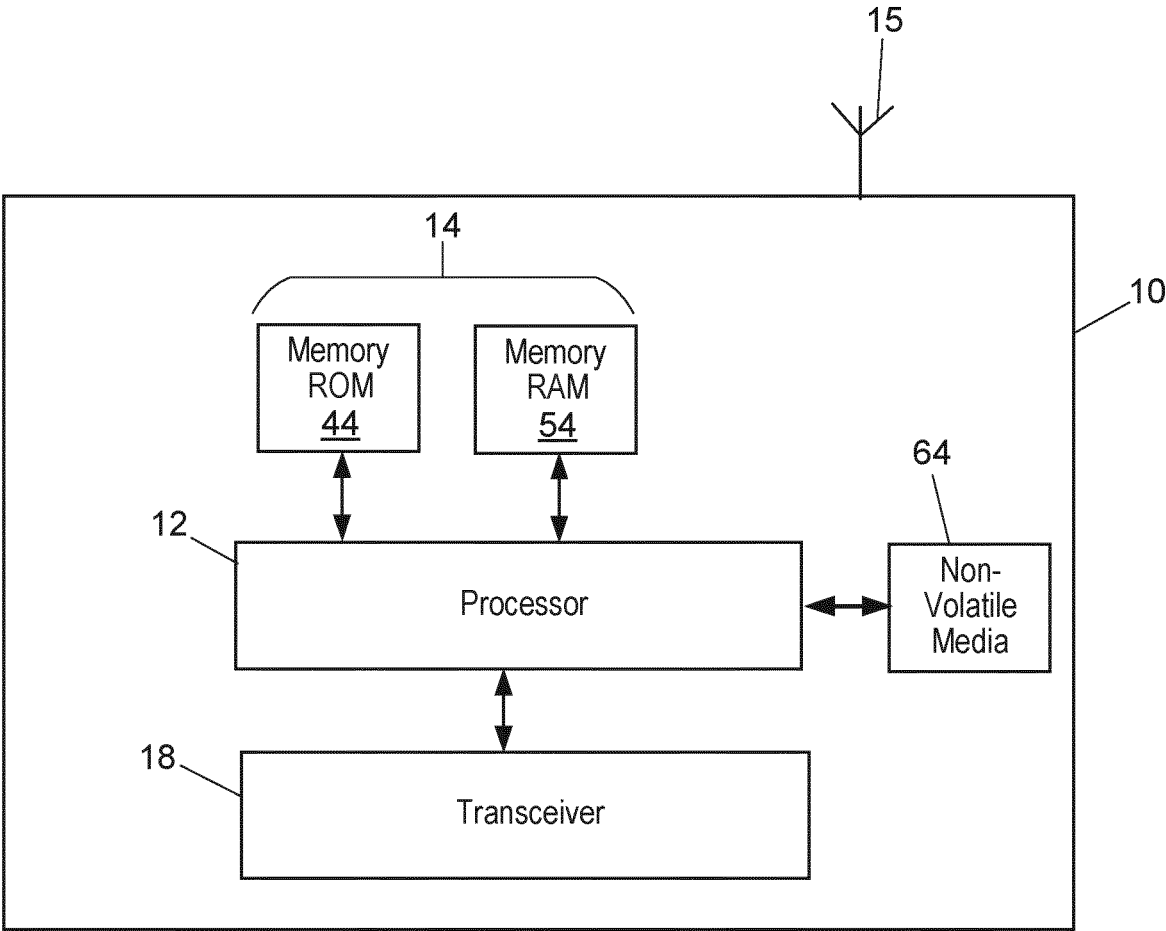 15
14
10
Memory
ROM
44
Memory
RAM
54
64
12
Processor
Non-
Volatile
Media
18
Transceiver